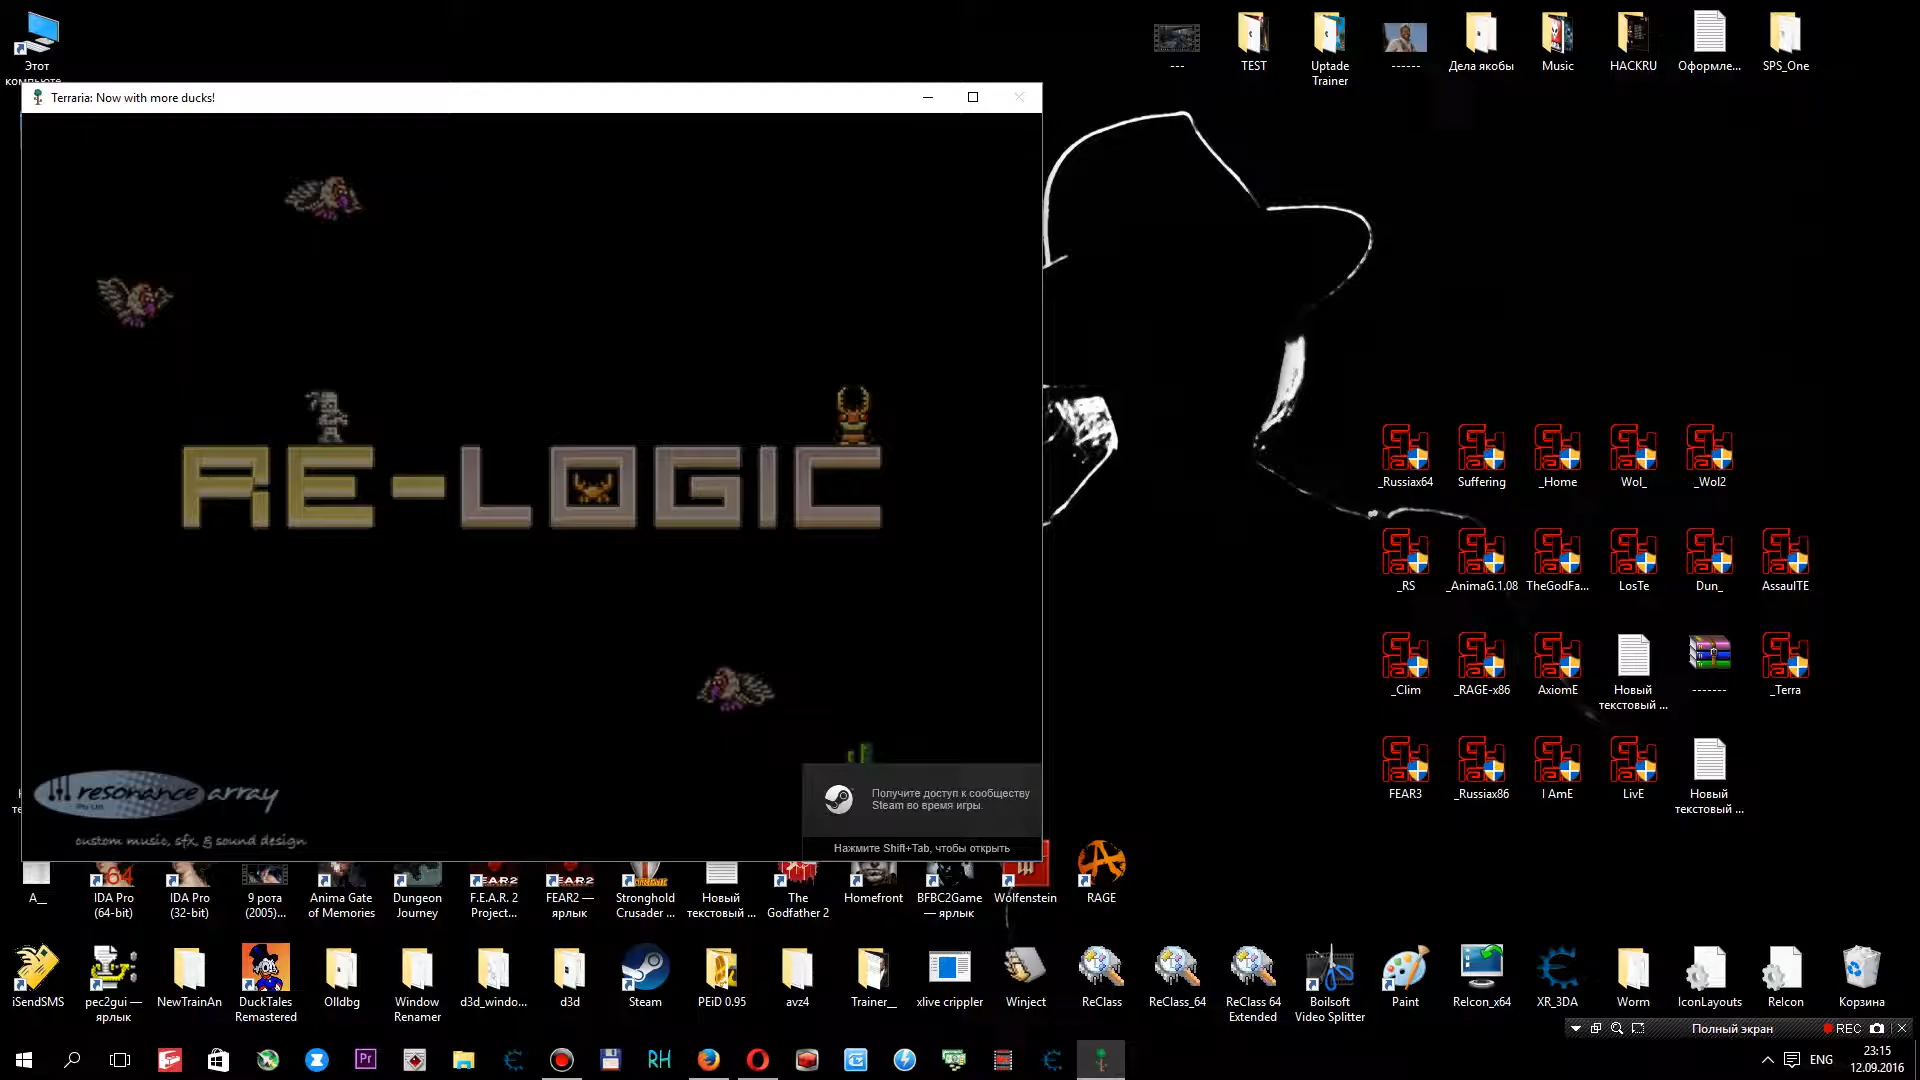 Этот
компьюте...
---
TEST
Uptade
Trainer
------
Дела якобы
Music
HACKRU
Оформле...
SPS_One
Terraria: Now with more ducks!
RE-LOGIC
resonance array
custom music, sfx, & sound design
Получите доступ к сообществу
Steam во время игры.
Нажмите Shift+Tab, чтобы открыть
_Russiax64
Suffering
_Home
Wol_
_Wol2
_RS
_AnimaG.1.08
TheGodFa...
LosTe
Dun_
AssaulTE
_Clim
_RAGE-x86
AxiomE
Новый
текстовый ...
-------
_Terra
FEAR3
_Russiax86
I AmE
LivE
Новый
текстовый ...
A__
IDA Pro
(64-bit)
IDA Pro
(32-bit)
9 рота
(2005)...
Anima Gate
of Memories
Dungeon
Journey
F.E.A.R. 2
Project...
FEAR2 —
ярлык
Stronghold
Crusader ...
Новый
текстовый ...
The
Godfather 2
Homefront
BFBC2Game
— ярлык
Wolfenstein
RAGE
iSendSMS
pec2gui —
ярлык
NewTrainAn
DuckTales
Remastered
Olldbg
Window
Renamer
d3d_windo...
d3d
Steam
PEiD 0.95
avz4
Trainer__
xlive crippler
Winject
ReClass
ReClass_64
ReClass 64
Extended
Boilsoft
Video Splitter
Paint
ReIcon_x64
XR_3DA
Worm
IconLayouts
ReIcon
Корзина
Полный экран
REC
ENG
23:15
12.09.2016